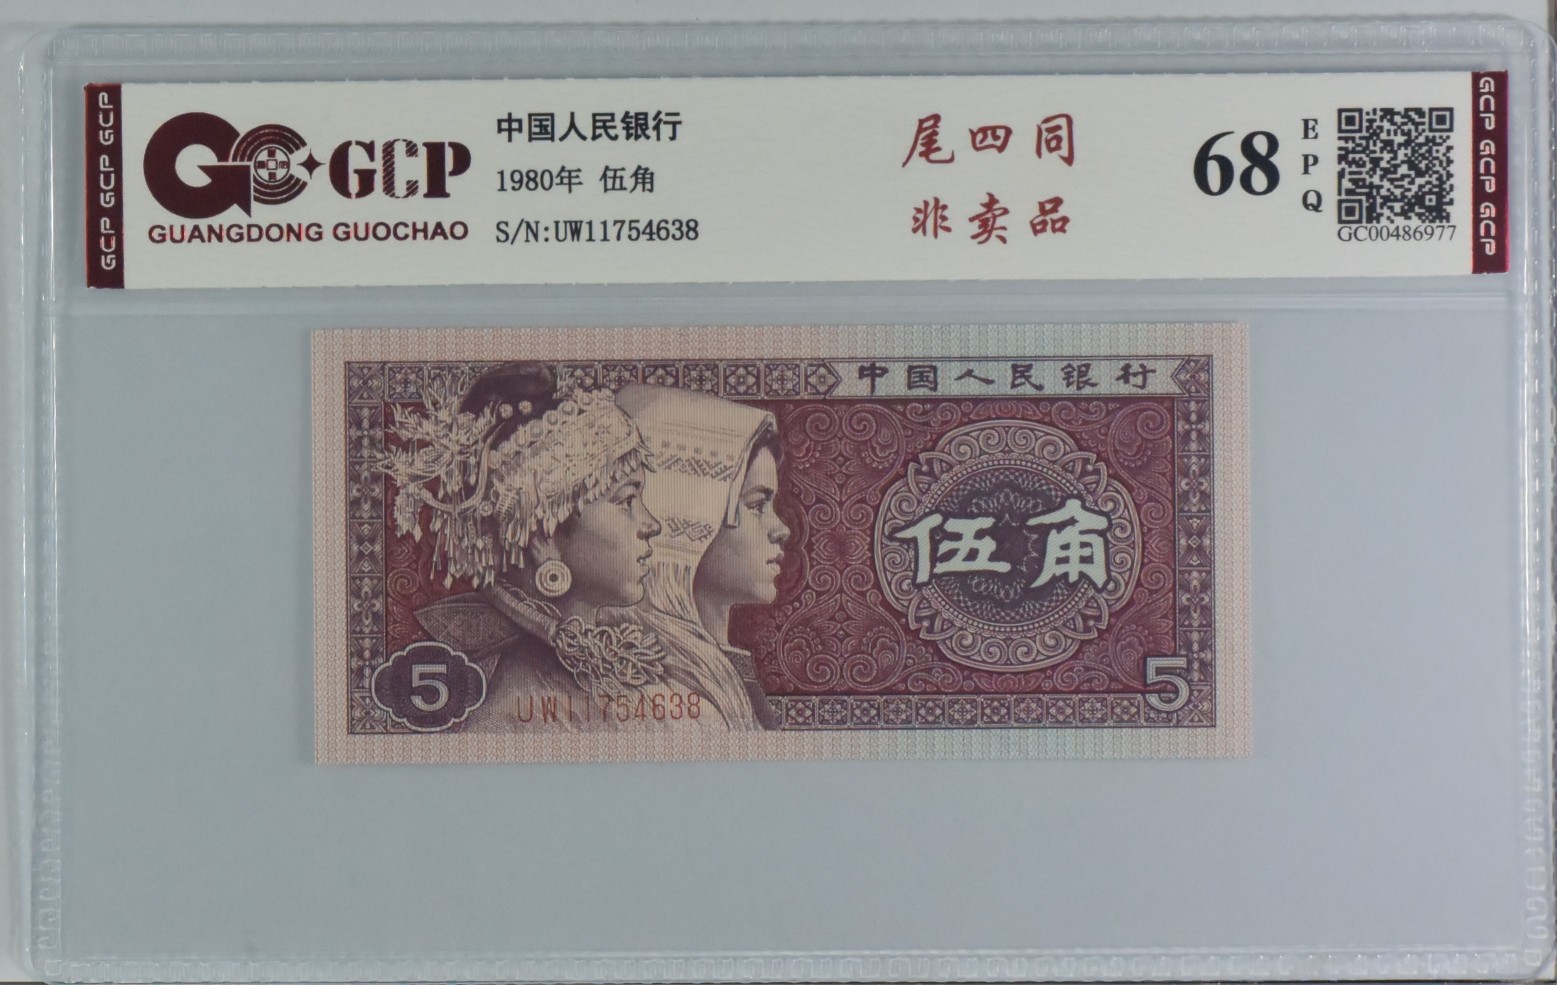 GCP GCP GCP
GCP
GUANGDONG GUOCHAO
中国人民银行
1980年 伍角
S/N:UW11754638
尾四同
非卖品
68
EPQ
GC00486977
GCP GCP GCP
中国人民银行
伍角
5
UW11754638
5